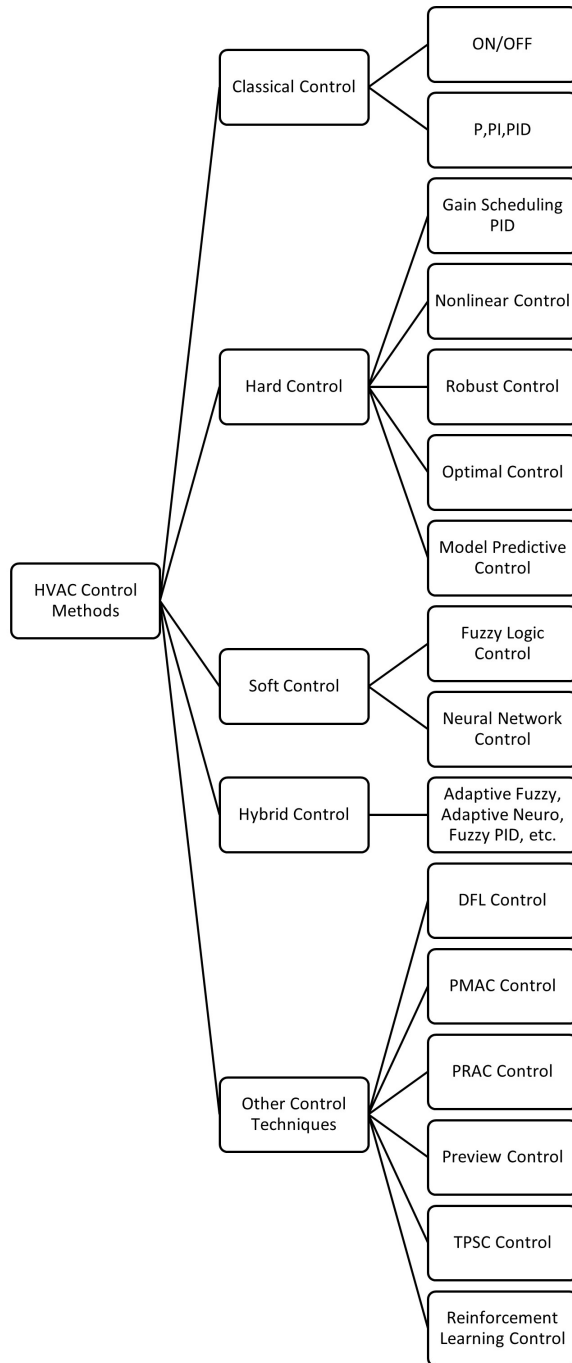 ON/OFF
Classical Control
P,PI,PID
Gain Scheduling
PID
Nonlinear Control
Hard Control
Robust Control
Optimal Control
Model Predictive
Control
HVAC Control
Methods
Fuzzy Logic
Control
Soft Control
Neural Network
Control
Hybrid Control
Adaptive Fuzzy,
Adaptive Neuro,
Fuzzy PID, etc.
DFL Control
PMAC Control
PRAC Control
Other Control
Techniques
Preview Control
TPSC Control
Reinforcement
Learning Control